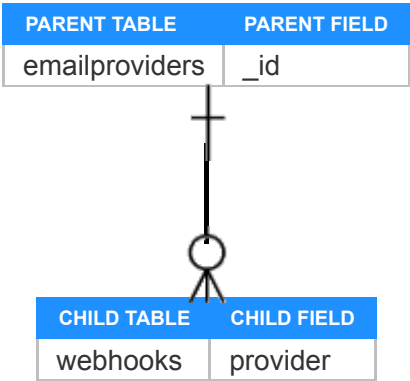 PARENT TABLE PARENT FIELD
emailproviders _id
CHILD TABLE CHILD FIELD
webhooks provider